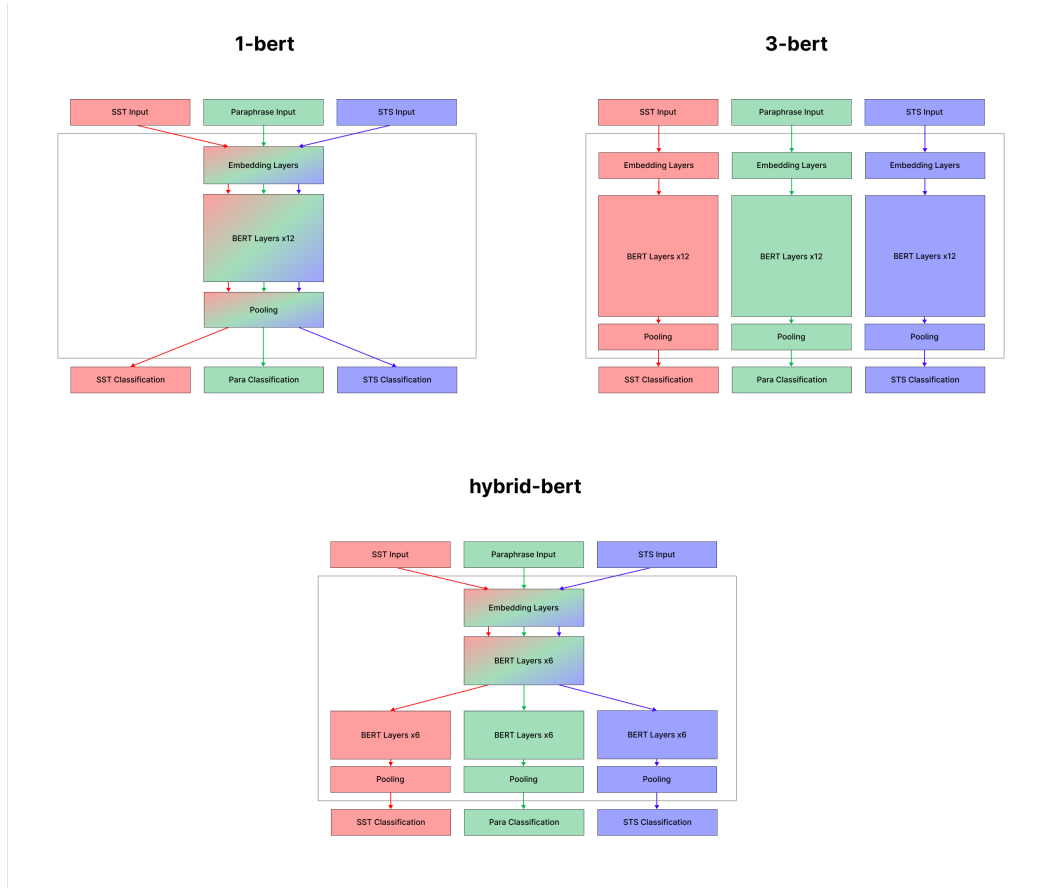 1-bert
SST Input
Paraphrase Input
STS Input
Embedding Layers
BERT Layers x12
Pooling
SST Classification
Para Classification
STS Classification
3-bert
SST Input
Paraphrase Input
STS Input
Embedding Layers
Embedding Layers
Embedding Layers
BERT Layers x12
BERT Layers x12
BERT Layers x12
Pooling
Pooling
Pooling
SST Classification
Para Classification
STS Classification
hybrid-bert
SST Input
Paraphrase Input
STS Input
Embedding Layers
BERT Layers x6
BERT Layers x6
BERT Layers x6
BERT Layers x6
Pooling
Pooling
Pooling
SST Classification
Para Classification
STS Classification